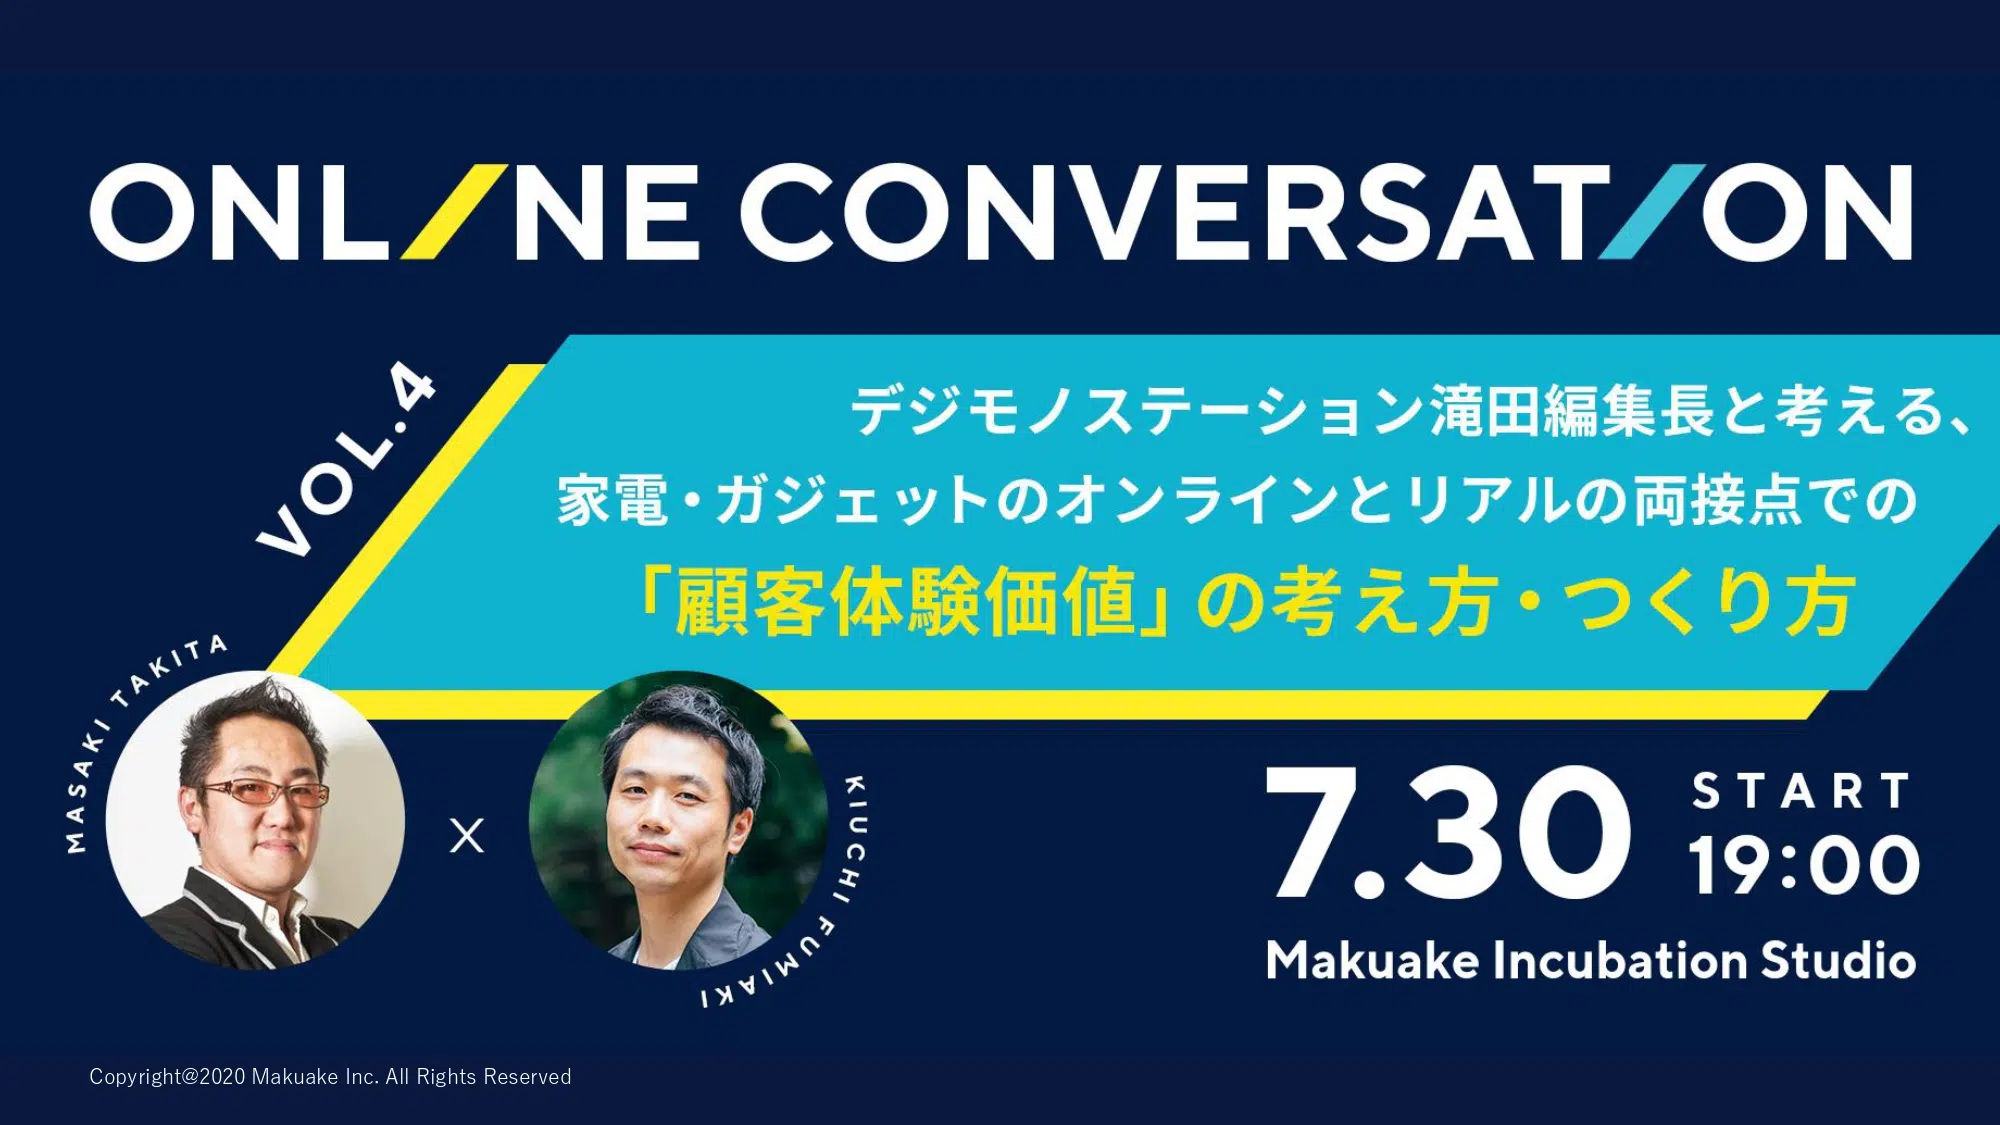 ONLINE CONVERSATION
VOL.4
デジモノステーション滝田編集長と考える、
家電・ガジェットのオンラインとリアルの両接点での
「顧客体験価値」の考え方・つくり方
MASAKI TAKITA
X
KIUCHI FUMIAKI
7.30
START
19:00
Makuake Incubation Studio
Copyright@2020 Makuake Inc. All Rights Reserved